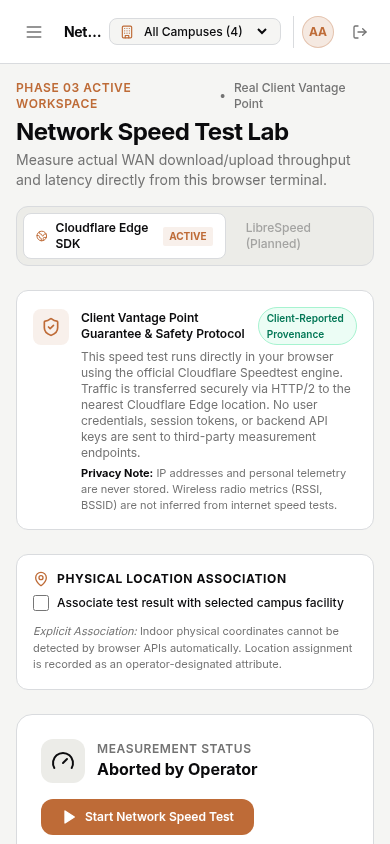 Net...
All Campuses (4)
AA
PHASE 03 ACTIVE
WORKSPACE
•
Real Client Vantage
Point
Network Speed Test Lab
Measure actual WAN download/upload throughput
and latency directly from this browser terminal.
Cloudflare Edge
SDK
ACTIVE
LibreSpeed
(Planned)
Client Vantage Point
Guarantee & Safety Protocol
Client-Reported
Provenance
This speed test runs directly in your browser
using the official Cloudflare Speedtest engine.
Traffic is transferred securely via HTTP/2 to the
nearest Cloudflare Edge location. No user
credentials, session tokens, or backend API
keys are sent to third-party measurement
endpoints.
Privacy Note: IP addresses and personal telemetry
are never stored. Wireless radio metrics (RSSI,
BSSID) are not inferred from internet speed tests.
PHYSICAL LOCATION ASSOCIATION
Associate test result with selected campus facility
Explicit Association: Indoor physical coordinates cannot be
detected by browser APIs automatically. Location assignment
is recorded as an operator-designated attribute.
MEASUREMENT STATUS
Aborted by Operator
Start Network Speed Test